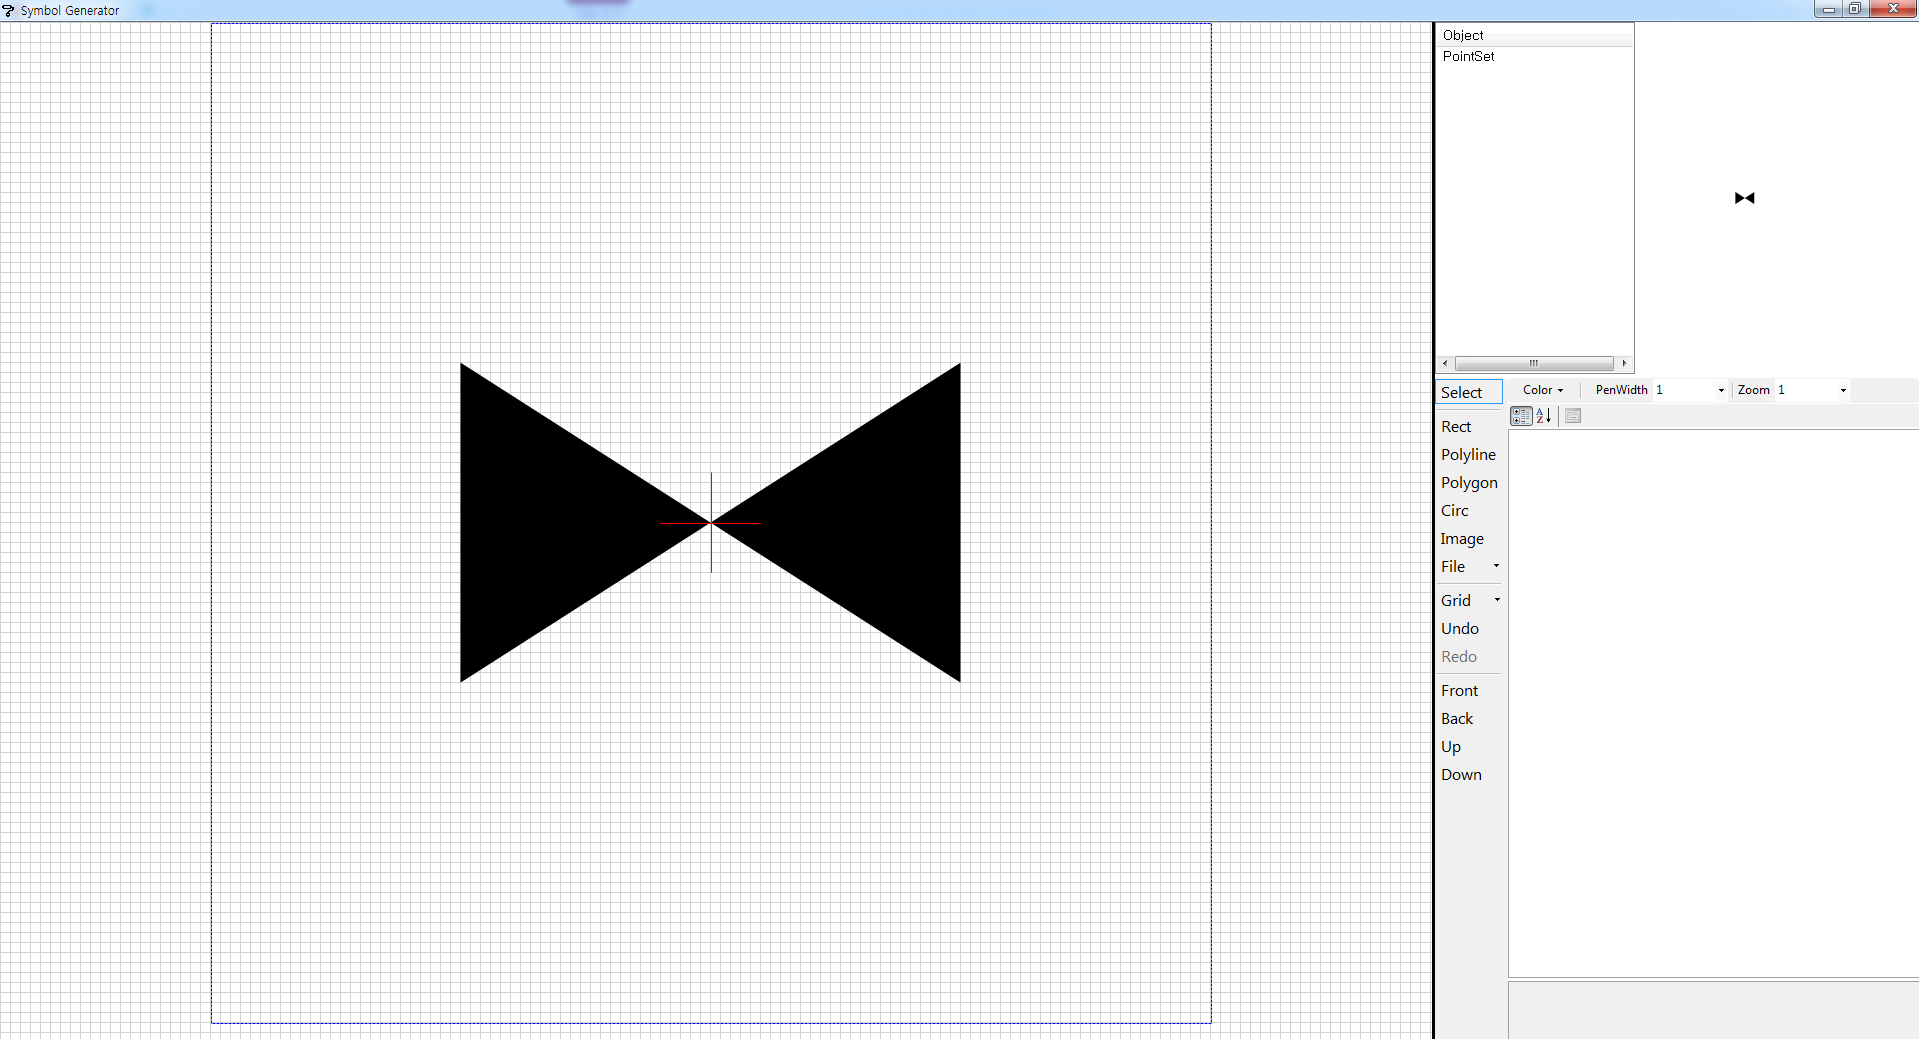 Symbol Generator
Object
PointSet
Select
Color
PenWidth 1
Zoom 1
Rect
Polyline
Polygon
Circ
Image
File
Grid
Undo
Redo
Front
Back
Up
Down